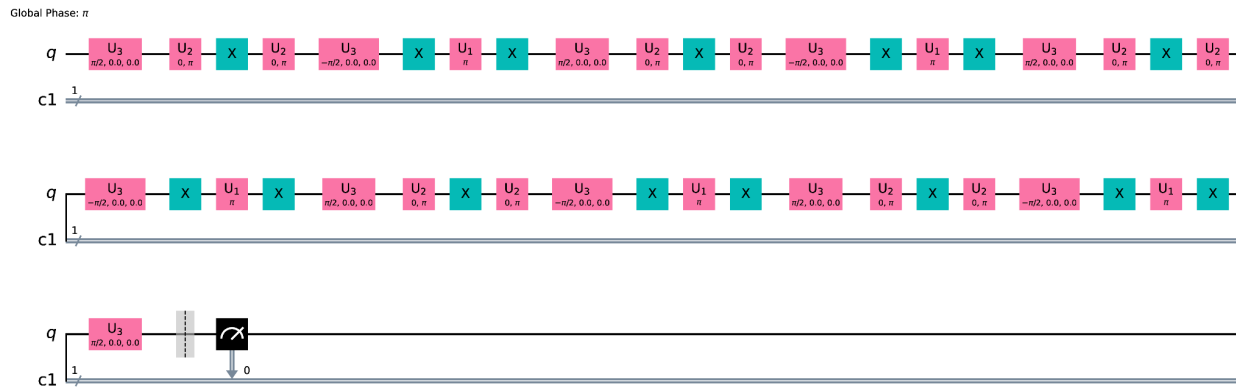 Global Phase: π
q U₃ U₂ X U₂ U₃ X U₁ X U₃ U₂ X U₂ U₃ X U₁ X U₃ U₂ X U₂
π/2, 0.0, 0.0 0, π 0, π −π/2, 0.0, 0.0 π π/2, 0.0, 0.0 0, π 0, π −π/2, 0.0, 0.0 π π/2, 0.0, 0.0 0, π 0, π
1
c1
q U₃ X U₁ X U₃ U₂ X U₂ U₃ X U₁ X U₃ U₂ X U₂ U₃ X U₁ X
−π/2, 0.0, 0.0 π π/2, 0.0, 0.0 0, π 0, π −π/2, 0.0, 0.0 π π/2, 0.0, 0.0 0, π 0, π −π/2, 0.0, 0.0 π
1
c1
q U₃
π/2, 0.0, 0.0
1 0
c1